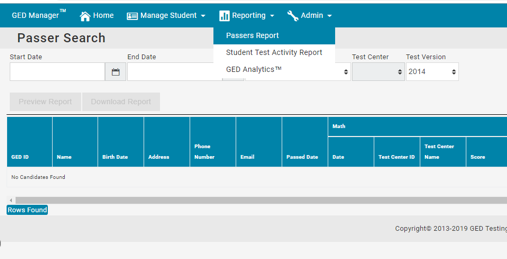 GED Manager™ Home Manage Student Reporting Admin
Passers Report
Student Test Activity Report
GED Analytics™
Passer Search
Start Date End Date Test Center Test Version
2014
Preview Report Download Report
Math
GED ID Name Birth Date Address Phone Number Email Passed Date Date Test Center ID Test Center Name Score
No Candidates Found
Rows Found
Copyright© 2013-2019 GED Testing